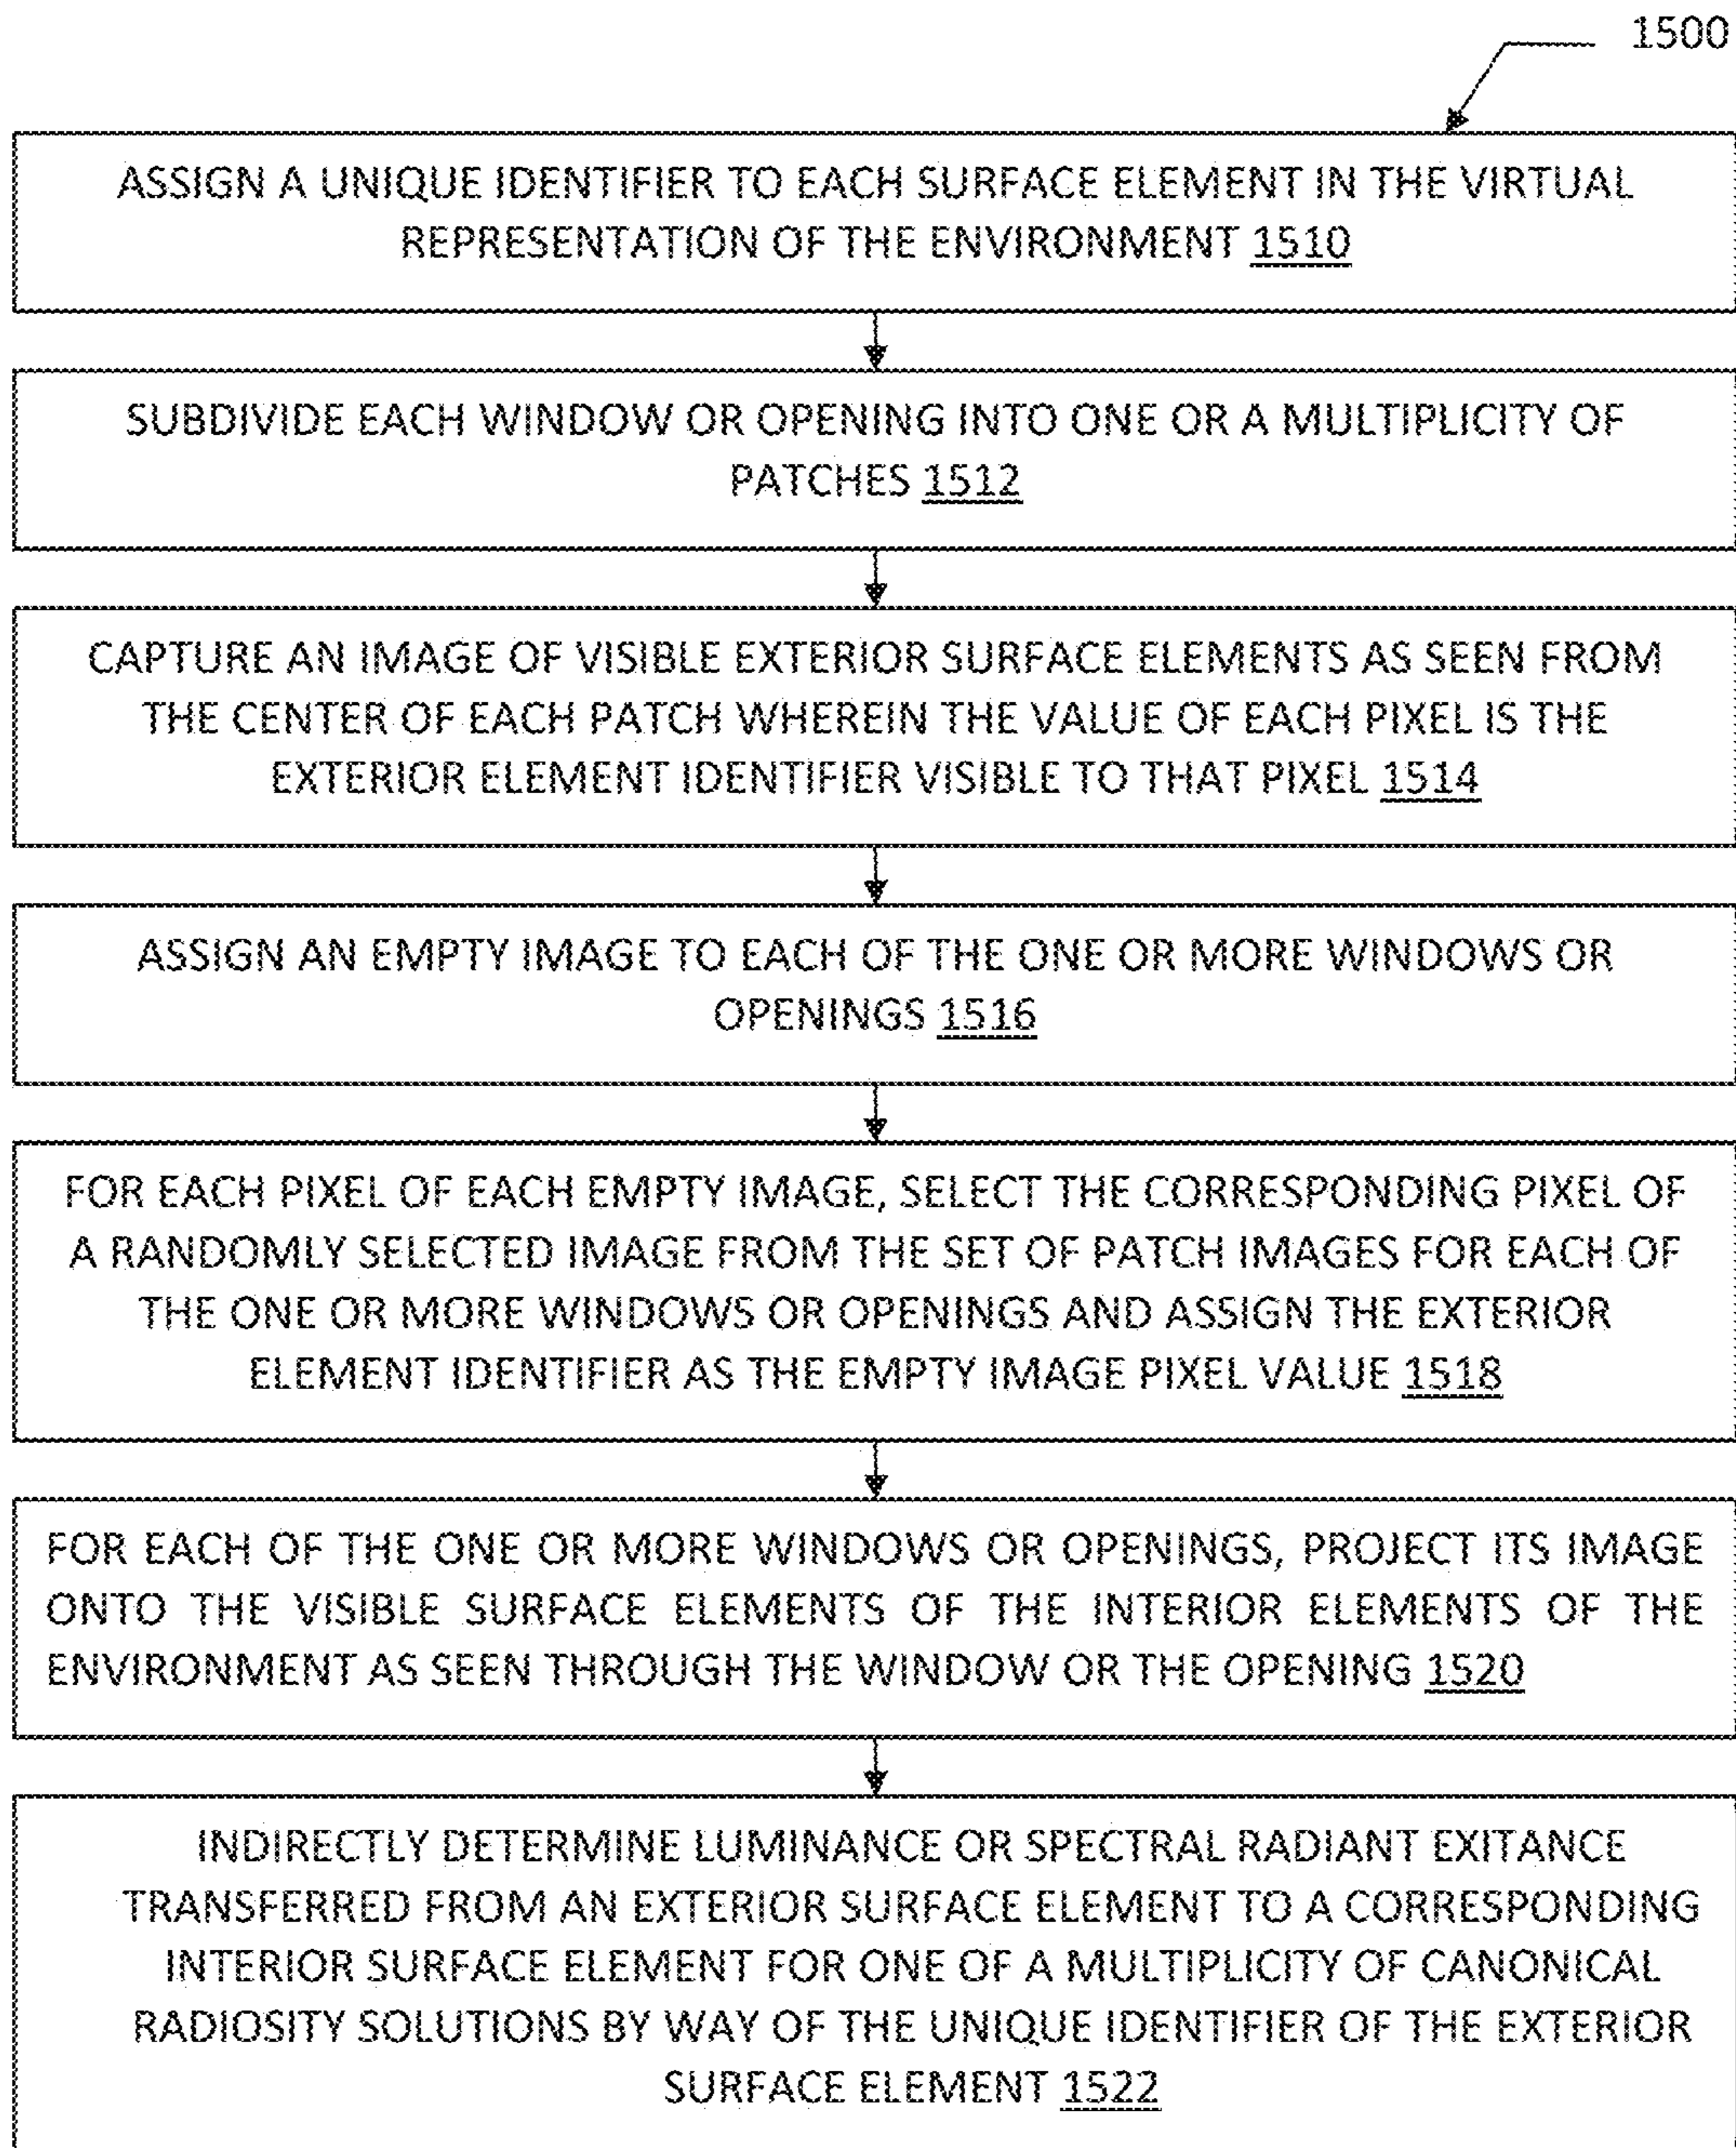 1500
ASSIGN A UNIQUE IDENTIFIER TO EACH SURFACE ELEMENT IN THE VIRTUAL
REPRESENTATION OF THE ENVIRONMENT 1510
SUBDIVIDE EACH WINDOW OR OPENING INTO ONE OR A MULTIPLICITY OF
PATCHES 1512
CAPTURE AN IMAGE OF VISIBLE EXTERIOR SURFACE ELEMENTS AS SEEN FROM
THE CENTER OF EACH PATCH WHEREIN THE VALUE OF EACH PIXEL IS THE
EXTERIOR ELEMENT IDENTIFIER VISIBLE TO THAT PIXEL 1514
ASSIGN AN EMPTY IMAGE TO EACH OF THE ONE OR MORE WINDOWS OR
OPENINGS 1516
FOR EACH PIXEL OF EACH EMPTY IMAGE, SELECT THE CORRESPONDING PIXEL OF
A RANDOMLY SELECTED IMAGE FROM THE SET OF PATCH IMAGES FOR EACH OF
THE ONE OR MORE WINDOWS OR OPENINGS AND ASSIGN THE EXTERIOR
ELEMENT IDENTIFIER AS THE EMPTY IMAGE PIXEL VALUE 1518
FOR EACH OF THE ONE OR MORE WINDOWS OR OPENINGS, PROJECT ITS IMAGE
ONTO THE VISIBLE SURFACE ELEMENTS OF THE INTERIOR ELEMENTS OF THE
ENVIRONMENT AS SEEN THROUGH THE WINDOW OR THE OPENING 1520
INDIRECTLY DETERMINE LUMINANCE OR SPECTRAL RADIANT EXITANCE
TRANSFERRED FROM AN EXTERIOR SURFACE ELEMENT TO A CORRESPONDING
INTERIOR SURFACE ELEMENT FOR ONE OF A MULTIPLICITY OF CANONICAL
RADIOSITY SOLUTIONS BY WAY OF THE UNIQUE IDENTIFIER OF THE EXTERIOR
SURFACE ELEMENT 1522